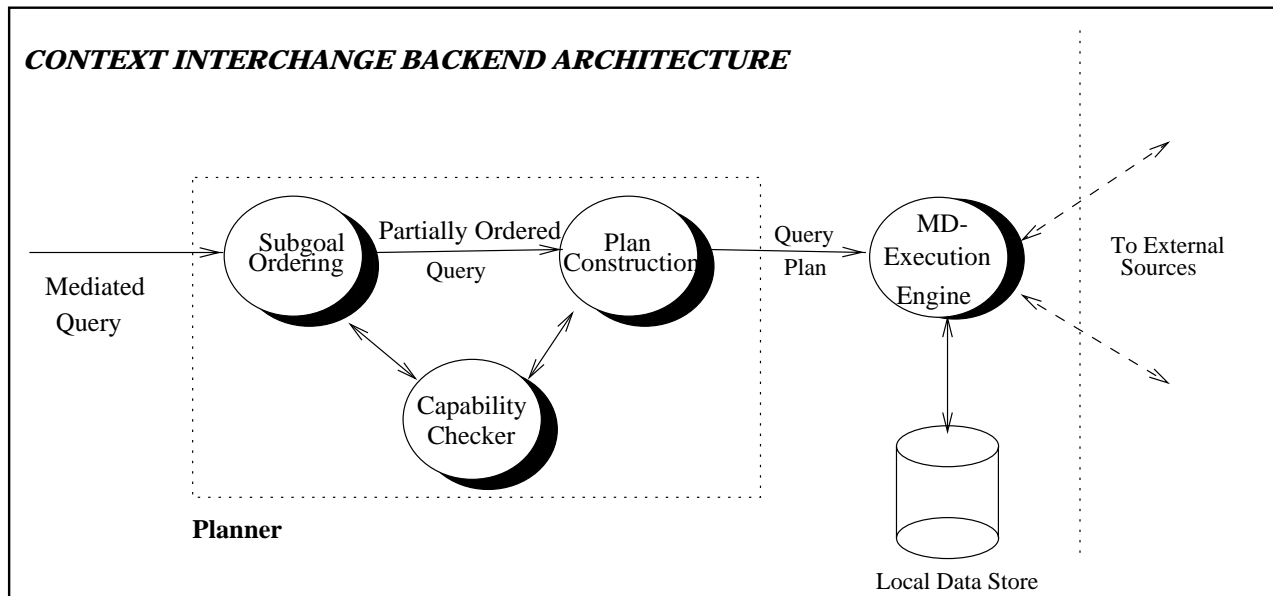 CONTEXT INTERCHANGE BACKEND ARCHITECTURE
Mediated
Query
Subgoal
Ordering
Partially Ordered
Query
Plan
Construction
Capability
Checker
Planner
Query
Plan
MD-
Execution
Engine
To External
Sources
Local Data Store